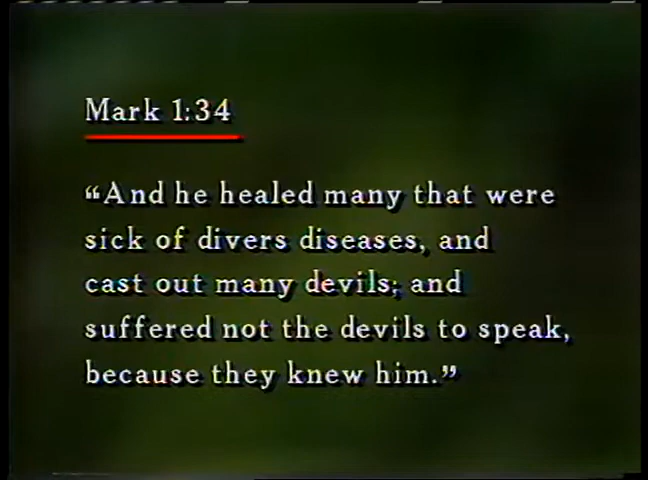 Mark 1:34
“And he healed many that were
sick of divers diseases, and
cast out many devils; and
suffered not the devils to speak,
because they knew him.”